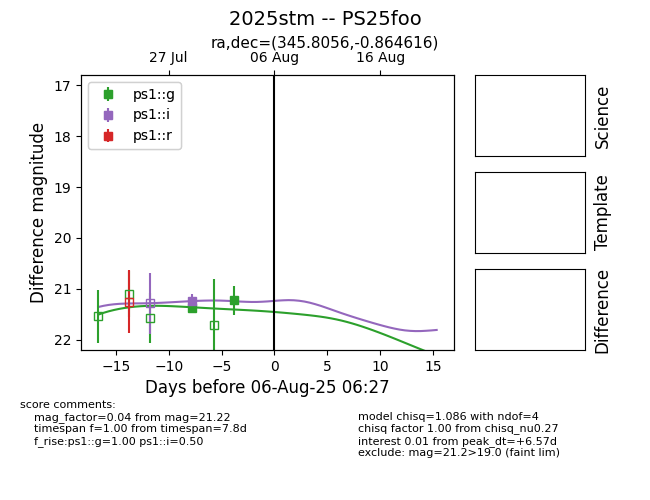 2025stm -- PS25foo
ra,dec=(345.8056,-0.864616)
27 Jul 06 Aug 16 Aug
ps1::g
ps1::i
ps1::r
Difference magnitude
17
18
19
20
21
22
−15 −10 −5 0 5 10 15
Days before 06-Aug-25 06:27
Science
Template
Difference
score comments:
mag_factor=0.04 from mag=21.22
timespan f=1.00 from timespan=7.8d
f_rise:ps1::g=1.00 ps1::i=0.50
model chisq=1.086 with ndof=4
chisq factor 1.00 from chisq_nu0.27
interest 0.01 from peak_dt=+6.57d
exclude: mag=21.2>19.0 (faint lim)